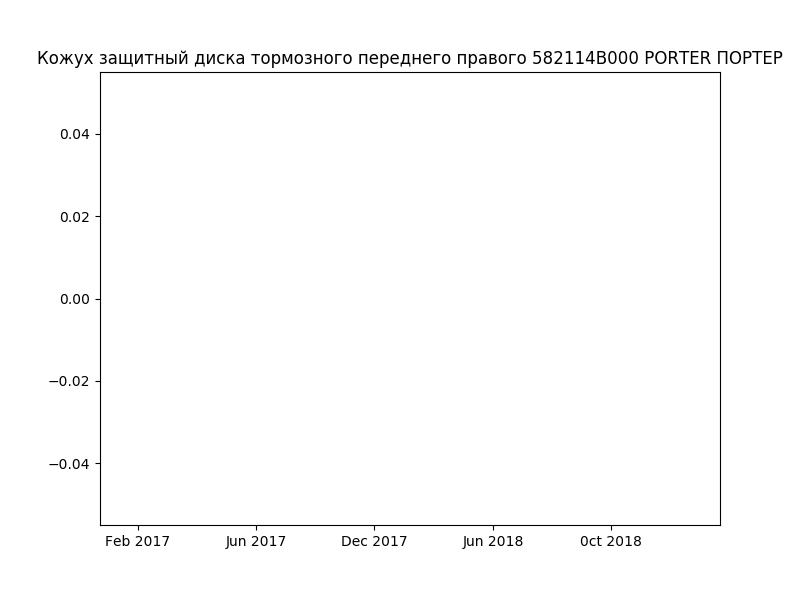 Кожух защитный диска тормозного переднего правого 582114B000 PORTER ПОРТЕР
0.04
0.02
0.00
−0.02
−0.04
Feb 2017 Jun 2017 Dec 2017 Jun 2018 0ct 2018